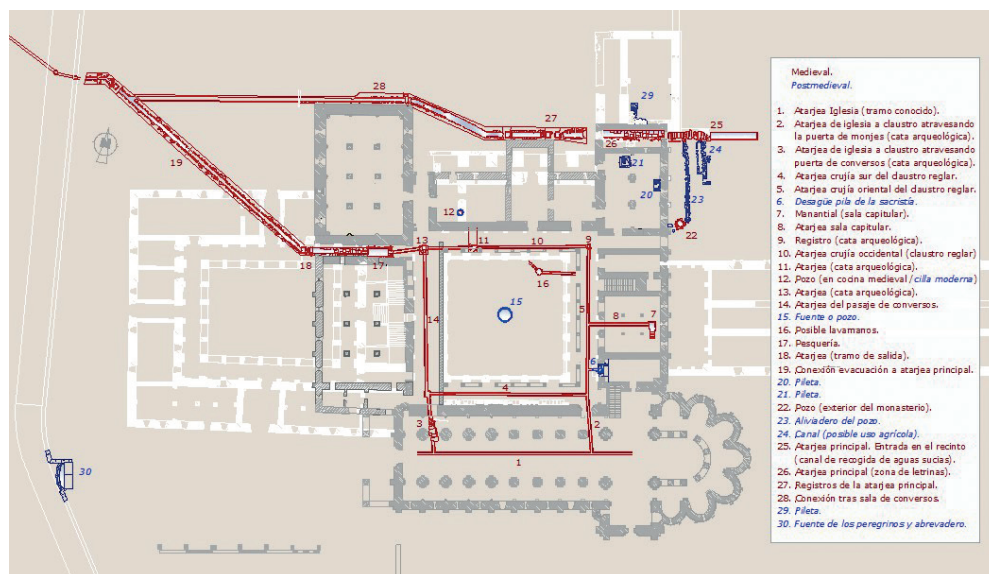 29
28
27
26
25
24
21
20
19
23
12
22
13
11
10
9
18
17
16
14
15
5
8
7
6
4
3
2
1
30
Medieval.
Postmedieval.
1. Atarjea Iglesia (tramo conocido).
2. Atarjea de iglesia a claustro atravesando
la puerta de monjes (cata arqueológica).
3. Atarjea de iglesia a claustro atravesando
puerta de conversos (cata arqueológica).
4. Atarjea crujía sur del claustro reglar.
5. Atarjea crujía oriental del claustro reglar.
6. Desagüe pila de la sacristía.
7. Manantial (sala capitular).
8. Atarjea sala capitular.
9. Registro (cata arqueológica).
10. Atarjea crujía occidental (claustro reglar)
11. Atarjea (cata arqueológica).
12. Pozo (en cocina medieval / cilla moderna)
13. Atarjea (cata arqueológica).
14. Atarjea del pasaje de conversos.
15. Fuente o pozo.
16. Posible lavamanos.
17. Pesquería.
18. Atarjea (tramo de salida).
19. Conexión evacuación a atarjea principal.
20. Pileta.
21. Pileta.
22. Pozo (exterior del monasterio).
23. Aliviadero del pozo.
24. Canal (posible uso agrícola).
25. Atarjea principal. Entrada en el recinto
(canal de recogida de aguas sucias).
26. Atarjea principal (zona de letrinas).
27. Registros de la atarjea principal.
28. Conexión tras sala de conversos.
29. Pileta.
30. Fuente de los peregrinos y abrevadero.